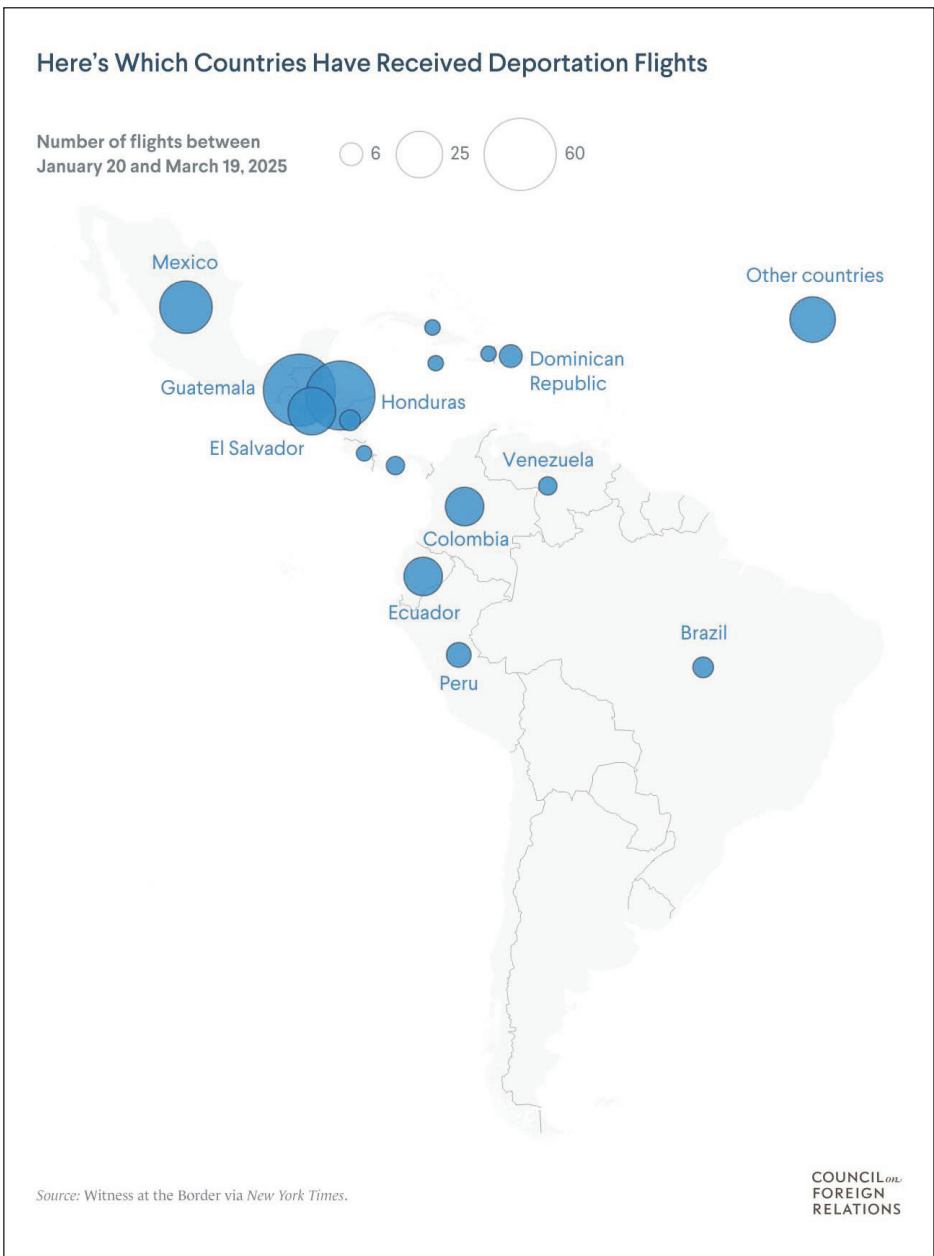 Here’s Which Countries Have Received Deportation Flights
Number of flights between
January 20 and March 19, 2025
6
25
60
Mexico
Other countries
Guatemala
Honduras
Dominican
Republic
El Salvador
Venezuela
Colombia
Ecuador
Peru
Brazil
Source: Witness at the Border via New York Times.
COUNCIL on
FOREIGN
RELATIONS